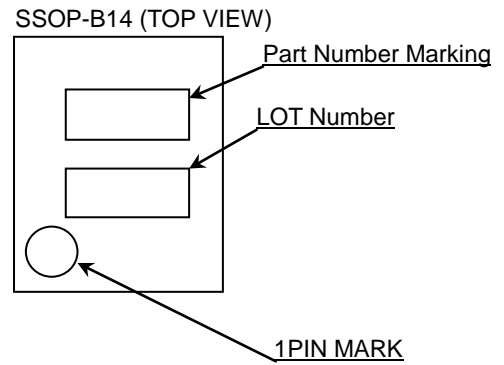 SSOP-B14 (TOP VIEW)
Part Number Marking
LOT Number
1PIN MARK